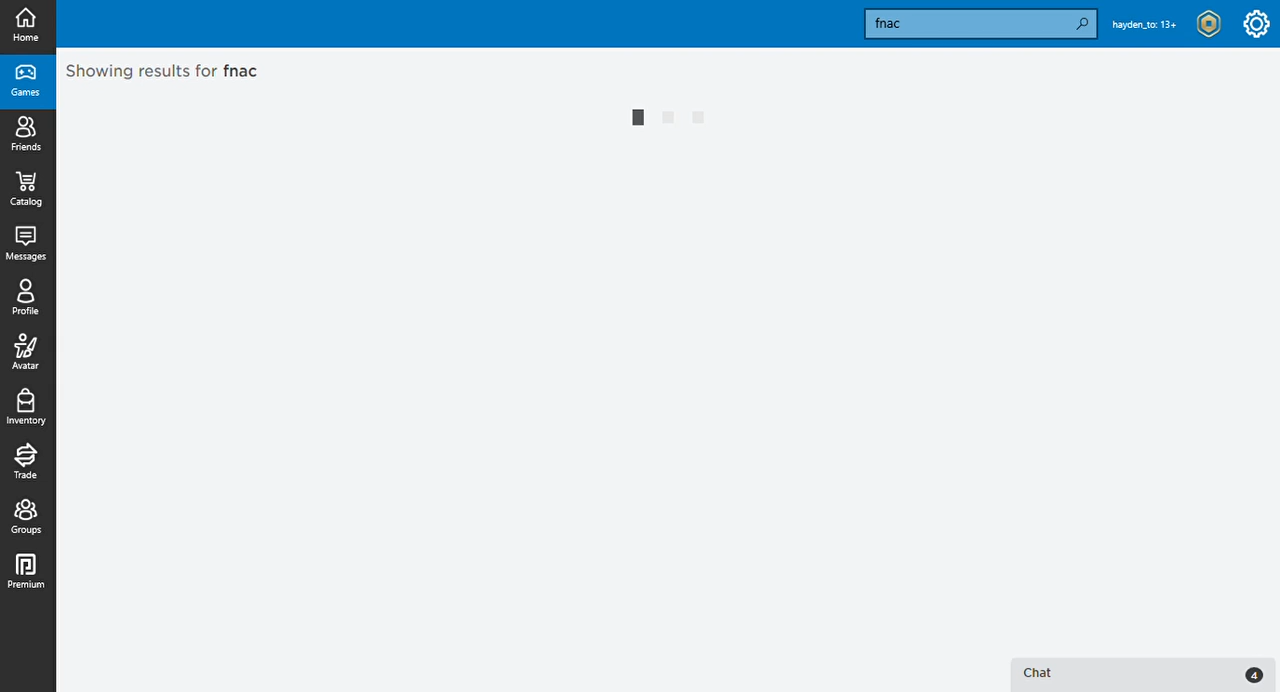 Home
fnac
hayden_to: 13+
Showing results for fnac
Games
Friends
Catalog
Messages
Profile
Avatar
Inventory
Trade
Groups
Premium
Chat
4